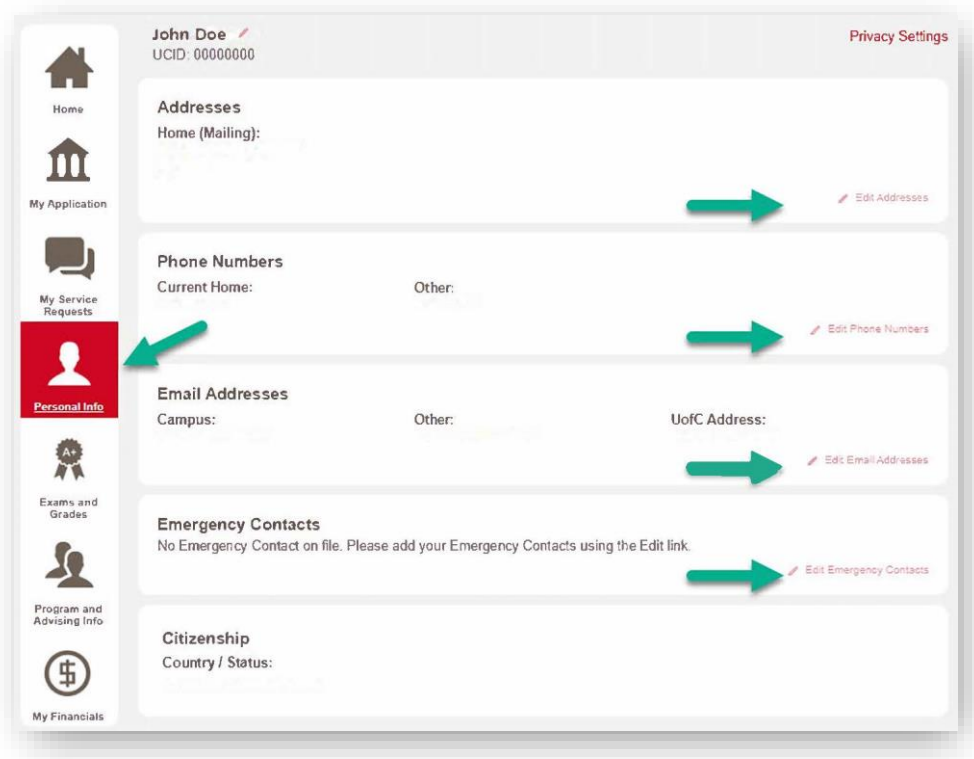 John Doe
UCID: 00000000
Privacy Settings
Home
My Application
My Service
Requests
Personal Info
A+
Exams and
Grades
Program and
Advising Info
$
My Financials
Addresses
Home (Mailing):
Edit Addresses
Phone Numbers
Current Home:
Other:
Edit Phone Numbers
Email Addresses
Campus:
Other:
UofC Address:
Edit Email Addresses
Emergency Contacts
No Emergency Contact on file. Please add your Emergency Contacts using the Edit link.
Edit Emergency Contacts
Citizenship
Country / Status: